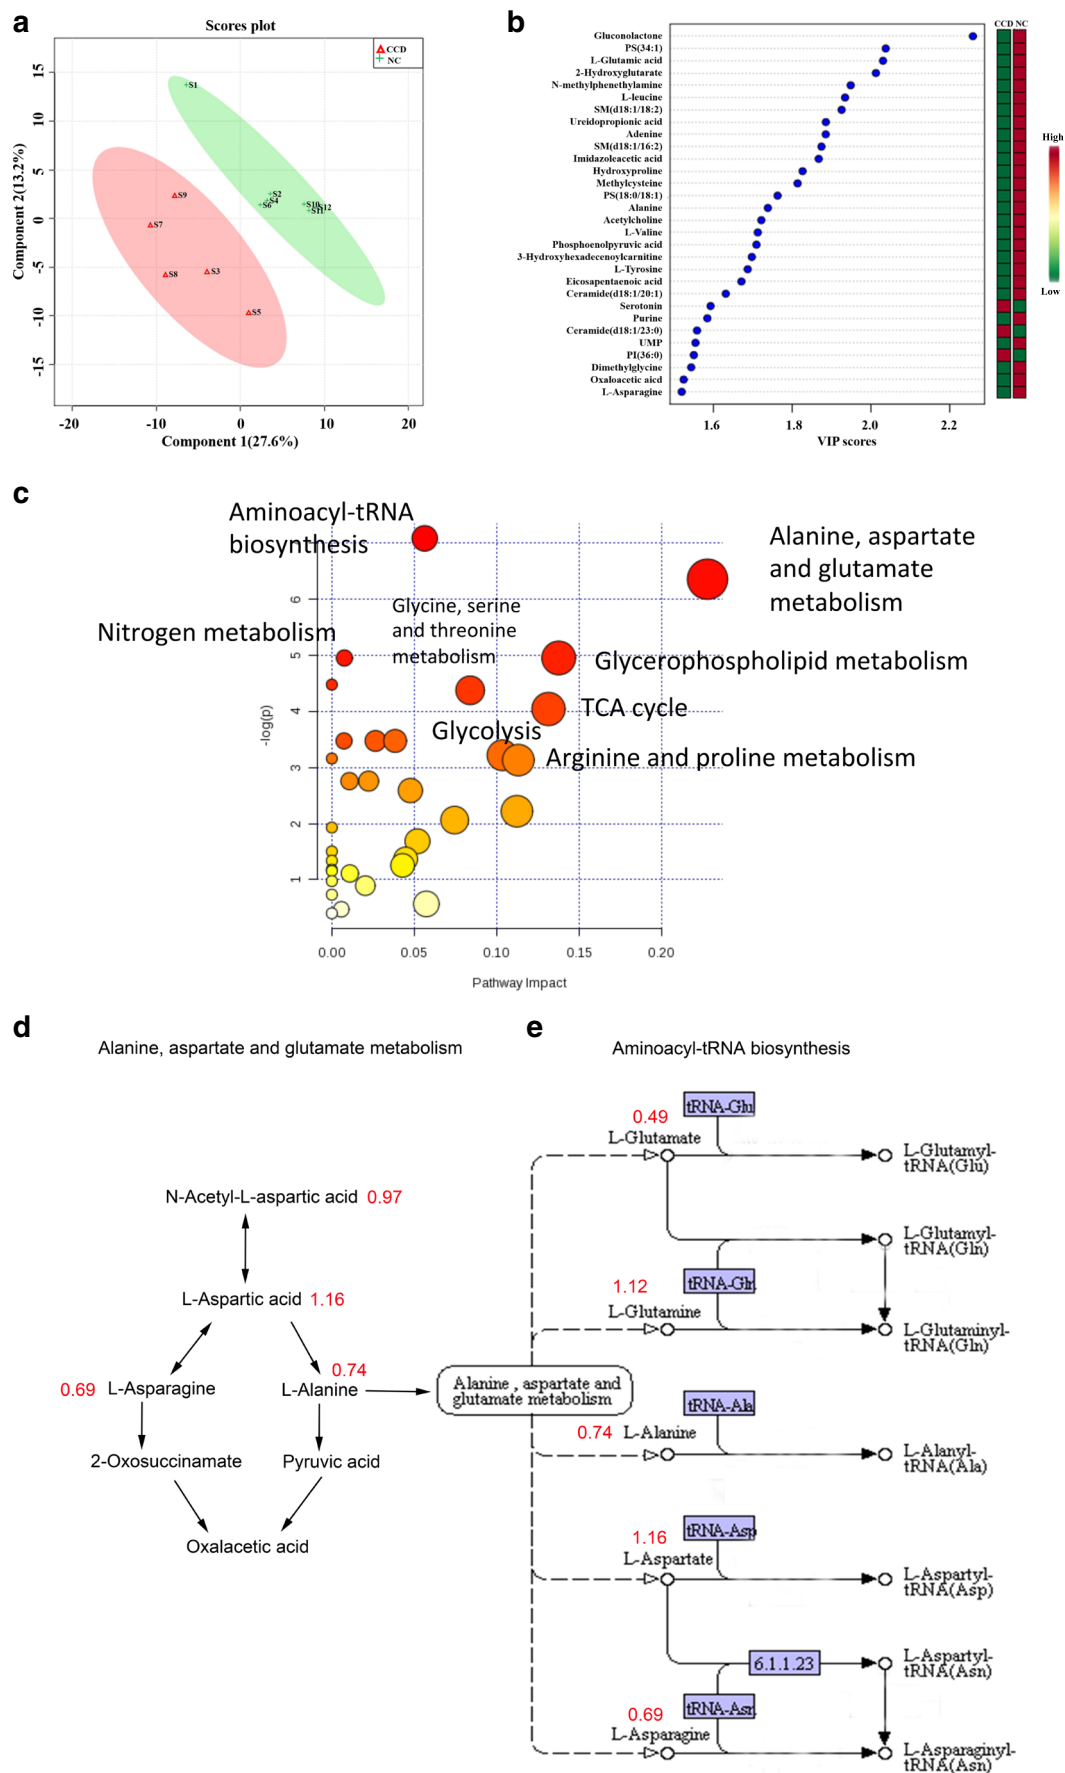 a
Scores plot
CCD
NC
S1
S2
S4
S6
S10
S12
S11
S9
S7
S8
S3
S5
15
10
5
0
-5
-10
-15
-20
-10
0
10
20
Component 2(13.2%)
Component 1(27.6%)
b
CCD NC
Gluconolactone
PS(34:1)
L-Glutamic acid
2-Hydroxyglutarate
N-methylphenethylamine
L-leucine
SM(d18:1/18:2)
Ureidopropionic acid
Adenine
SM(d18:1/16:2)
Imidazoleacetic acid
Hydroxyproline
Methylcysteine
PS(18:0/18:1)
Alanine
Acetylcholine
L-Valine
Phosphoenolpyruvic acid
3-Hydroxyhexadecenoylcarnitine
L-Tyrosine
Eicosapentaenoic acid
Ceramide(d18:1/20:1)
Serotonin
Purine
Ceramide(d18:1/23:0)
UMP
PI(36:0)
Dimethylglycine
Oxaloacetic aicd
L-Asparagine
1.6
1.8
2.0
2.2
VIP scores
High
Low
c
Aminoacyl-tRNA
biosynthesis
Alanine, aspartate
and glutamate
metabolism
Nitrogen metabolism
Glycine, serine
and threonine
metabolism
Glycerophospholipid metabolism
TCA cycle
Glycolysis
Arginine and proline metabolism
6
5
4
3
2
1
-log(p)
0.00
0.05
0.10
0.15
0.20
Pathway Impact
d
Alanine, aspartate and glutamate metabolism
N-Acetyl-L-aspartic acid 0.97
L-Aspartic acid 1.16
0.74
0.69 L-Asparagine
L-Alanine
2-Oxosuccinamate
Pyruvic acid
Oxalacetic acid
e
Aminoacyl-tRNA biosynthesis
tRNA-Glu
0.49
L-Glutamate
L-Glutamyl-
tRNA(Glu)
L-Glutamyl-
tRNA(Gln)
tRNA-Gln
1.12
L-Glutamine
L-Glutaminyl-
tRNA(Gln)
Alanine , aspartate and
glutamate metabolism
tRNA-Ala
0.74 L-Alanine
L-Alanyl-
tRNA(Ala)
tRNA-Asp
1.16
L-Aspartate
L-Aspartyl-
tRNA(Asp)
6.1.1.23
L-Aspartyl-
tRNA(Asn)
tRNA-Asn
0.69
L-Asparagine
L-Asparaginyl-
tRNA(Asn)